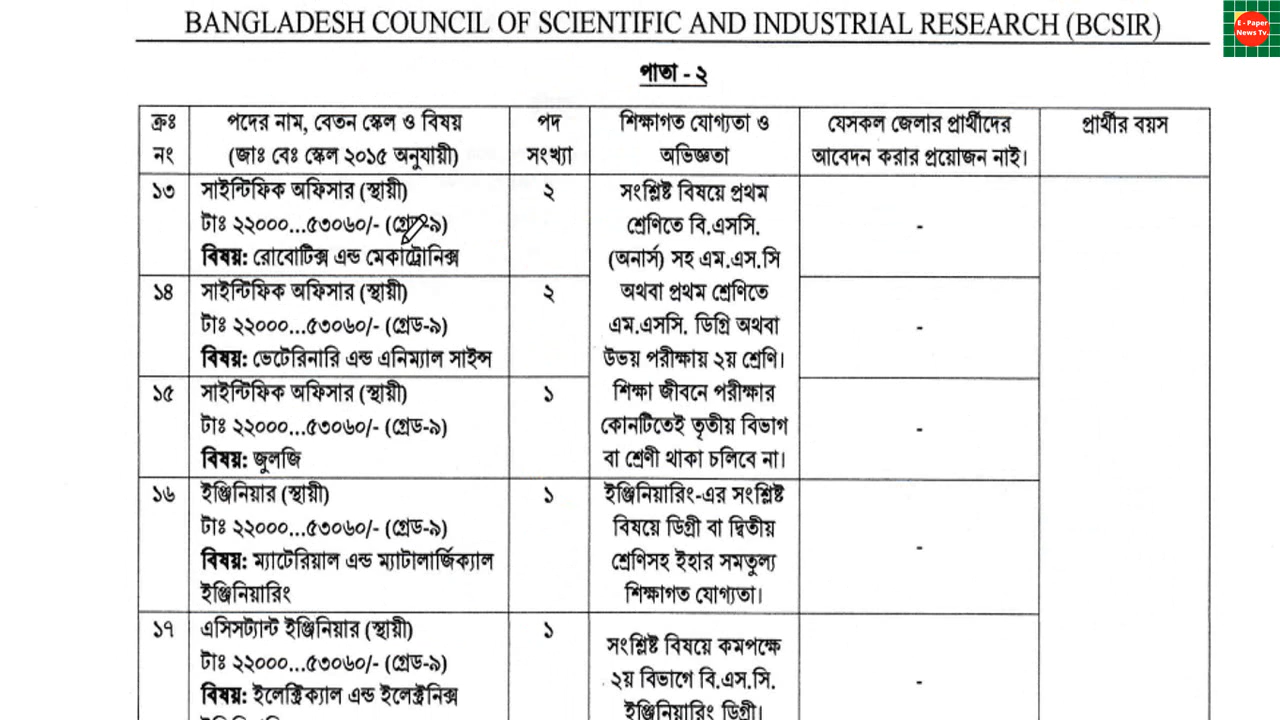 BANGLADESH COUNCIL OF SCIENTIFIC AND INDUSTRIAL RESEARCH (BCSIR)
E - Paper
News Tv.
পাতা - ২
ক্রঃ নং
পদের নাম, বেতন স্কেল ও বিষয়
(জাঃ বেঃ স্কেল ২০১৫ অনুযায়ী)
পদ সংখ্যা
শিক্ষাগত যোগ্যতা ও
অভিজ্ঞতা
যেসকল জেলার প্রার্থীদের
আবেদন করার প্রয়োজন নাই।
প্রার্থীর বয়স
১৩
সাইন্টিফিক অফিসার (স্থায়ী)
টাঃ ২২০০০...৫৩০৬০/- (গ্রেড-৯)
বিষয়: রোবোটিক্স এন্ড মেকাট্রোনিক্স
২
সংশ্লিষ্ট বিষয়ে প্রথম
শ্রেণিতে বি.এসসি.
(অনার্স) সহ এম.এস.সি
অথবা প্রথম শ্রেণিতে
এম.এসসি. ডিগ্রি অথবা
উভয় পরীক্ষায় ২য় শ্রেণি।
শিক্ষা জীবনে পরীক্ষার
কোনটিতেই তৃতীয় বিভাগ
বা শ্রেণী থাকা চলিবে না।
-
১৪
সাইন্টিফিক অফিসার (স্থায়ী)
টাঃ ২২০০০...৫৩০৬০/- (গ্রেড-৯)
বিষয়: ভেটেরিনারি এন্ড এনিম্যাল সাইন্স
২
-
১৫
সাইন্টিফিক অফিসার (স্থায়ী)
টাঃ ২২০০০...৫৩০৬০/- (গ্রেড-৯)
বিষয়: জুলজি
১
-
১৬
ইঞ্জিনিয়ার (স্থায়ী)
টাঃ ২২০০০...৫৩০৬০/- (গ্রেড-৯)
বিষয়: ম্যাটেরিয়াল এন্ড ম্যাটালার্জিক্যাল
ইঞ্জিনিয়ারিং
১
ইঞ্জিনিয়ারিং-এর সংশ্লিষ্ট
বিষয়ে ডিগ্রী বা দ্বিতীয়
শ্রেণিসহ ইহার সমতুল্য
শিক্ষাগত যোগ্যতা।
-
১৭
এসিসট্যান্ট ইঞ্জিনিয়ার (স্থায়ী)
টাঃ ২২০০০...৫৩০৬০/- (গ্রেড-৯)
বিষয়: ইলেক্ট্রিক্যাল এন্ড ইলেক্ট্রনিক্স
১
সংশ্লিষ্ট বিষয়ে কমপক্ষে
২য় বিভাগে বি.এস.সি.
ইঞ্জিনিয়ারিং ডিগ্রী।
-